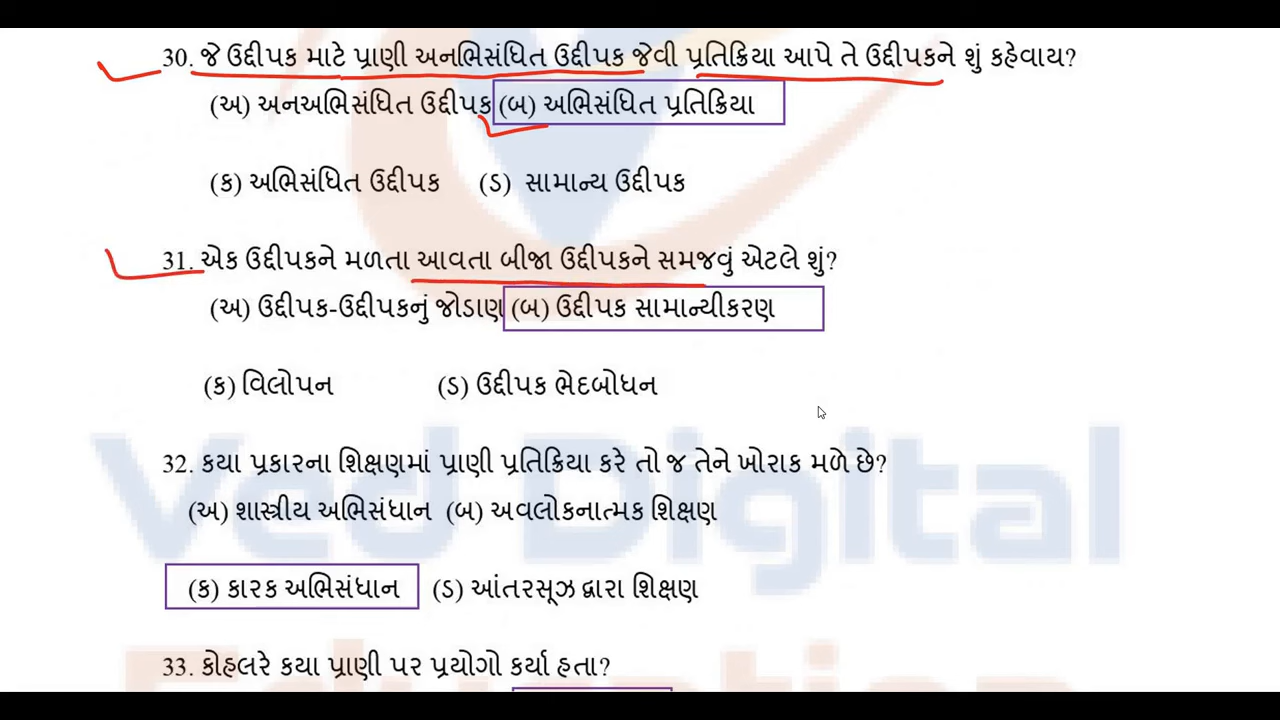 30. જે ઉદ્દીપક માટે પ્રાણી અનભિસંધિત ઉદ્દીપક જેવી પ્રતિક્રિયા આપે તે ઉદ્દીપકને શું કહેવાય?
(અ) અનઅભિસંધિત ઉદ્દીપક (બ) અભિસંધિત પ્રતિક્રિયા
(ક) અભિસંધિત ઉદ્દીપક (ડ) સામાન્ય ઉદ્દીપક
31. એક ઉદ્દીપકને મળતા આવતા બીજા ઉદ્દીપકને સમજવું એટલે શું?
(અ) ઉદ્દીપક-ઉદ્દીપકનું જોડાણ (બ) ઉદ્દીપક સામાન્યીકરણ
(ક) વિલોપન (ડ) ઉદ્દીપક ભેદબોધન
32. કયા પ્રકારના શિક્ષણમાં પ્રાણી પ્રતિક્રિયા કરે તો જ તેને ખોરાક મળે છે?
(અ) શાસ્ત્રીય અભિસંધાન (બ) અવલોકનાત્મક શિક્ષણ
Ved Digital
(ક) કારક અભિસંધાન (ડ) આંતરસૂઝ દ્વારા શિક્ષણ
33. કોહલરે કયા પ્રાણી પર પ્રયોગો કર્યા હતા?
Education